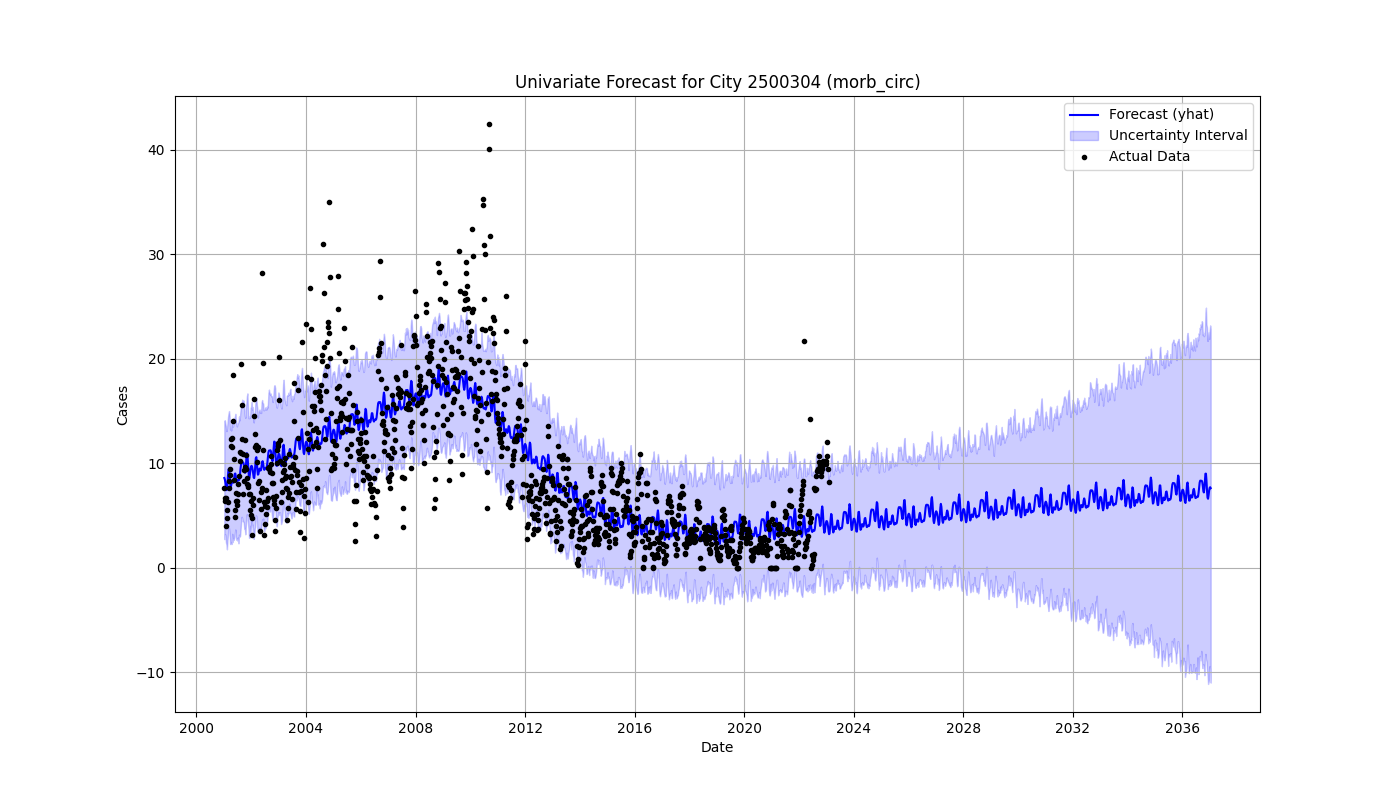 Univariate Forecast for City 2500304 (morb_circ)
Forecast (yhat)
Uncertainty Interval
Actual Data
Cases
40
30
20
10
0
−10
2000 2004 2008 2012 2016 2020 2024 2028 2032 2036
Date